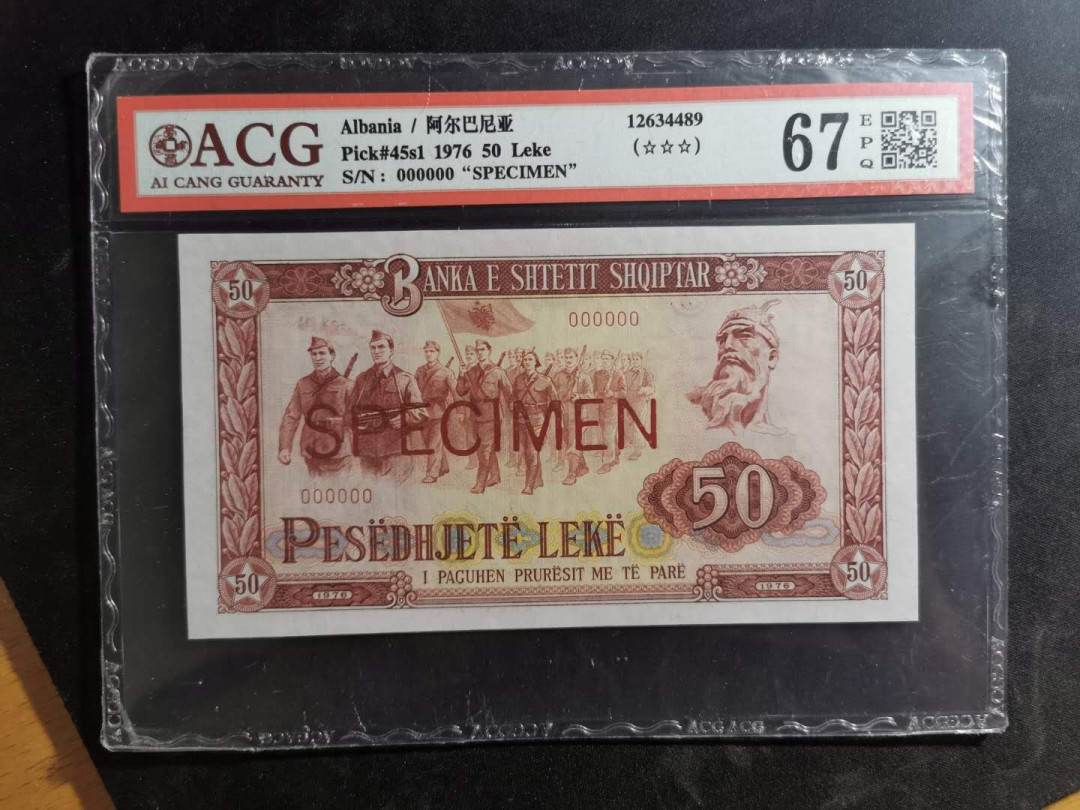 ACG
AI CANG GUARANTY
Albania / 阿尔巴尼亚
Pick#45s1 1976 50 Leke
S/N : 000000 “SPECIMEN”
12634489
(☆☆☆)
67
EPQ
BANKA E SHTETIT SHQIPTAR
50
50
000000
SPECIMEN
000000
50
PESËDHJETË LEKË
I PAGUHEN PRURËSIT ME TË PARË
50
1976
1976
50
ACG ACG